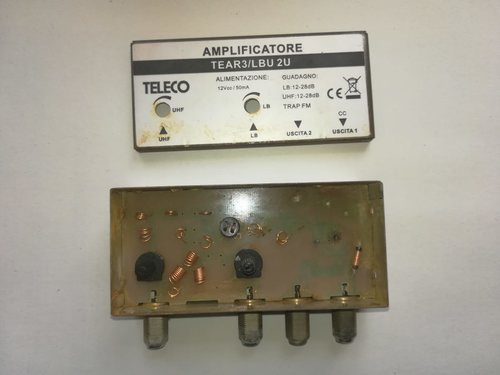 AMPLIFICATORE
TEAR3/LBU 2U
TELECO
ALIMENTAZIONE:
12Vcc / 50mA
GUADAGNO:
LB:12-28dB
UHF:12-28dB
TRAP FM
CE
UHF
LB
CC
UHF
LB
USCITA 2
USCITA 1